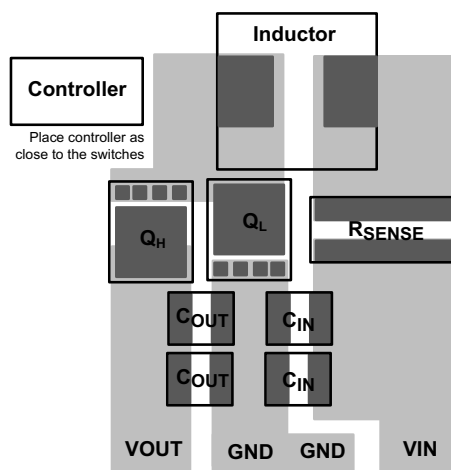 Inductor
Controller
Place controller as
close to the switches
QH
QL
RSENSE
COUT
CIN
COUT
CIN
VOUT
GND
GND
VIN